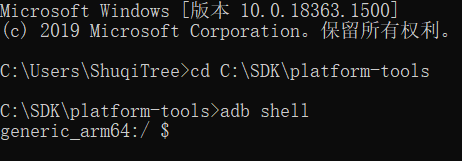 Microsoft Windows [版本 10.0.18363.1500]
(c) 2019 Microsoft Corporation。保留所有权利。
C:\Users\ShuqiTree>cd C:\SDK\platform-tools
C:\SDK\platform-tools>adb shell
generic_arm64:/ $